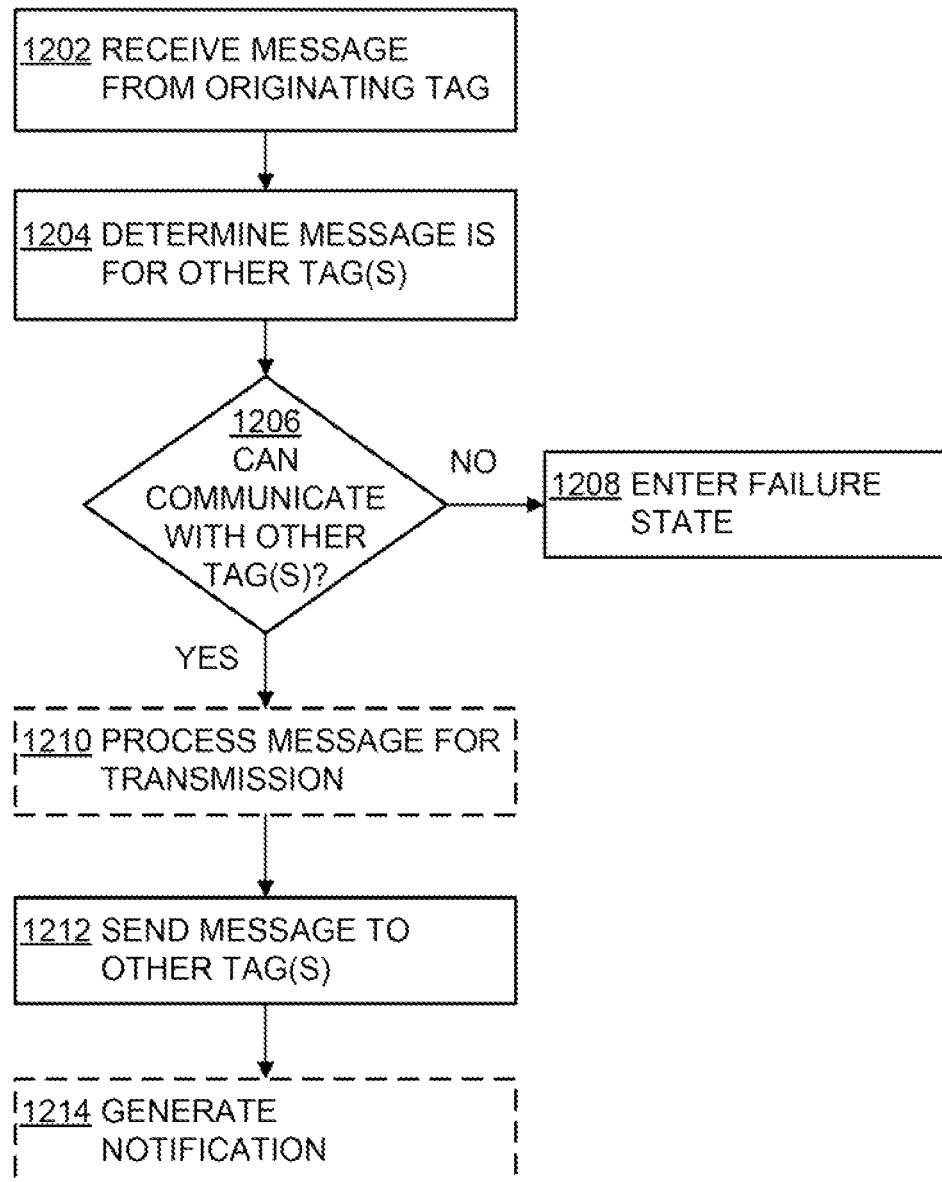 1202 RECEIVE MESSAGE
FROM ORIGINATING TAG
1204 DETERMINE MESSAGE IS
FOR OTHER TAG(S)
1206
CAN
COMMUNICATE
WITH OTHER
TAG(S)?
NO
1208 ENTER FAILURE
STATE
YES
1210 PROCESS MESSAGE FOR
TRANSMISSION
1212 SEND MESSAGE TO
OTHER TAG(S)
1214 GENERATE
NOTIFICATION